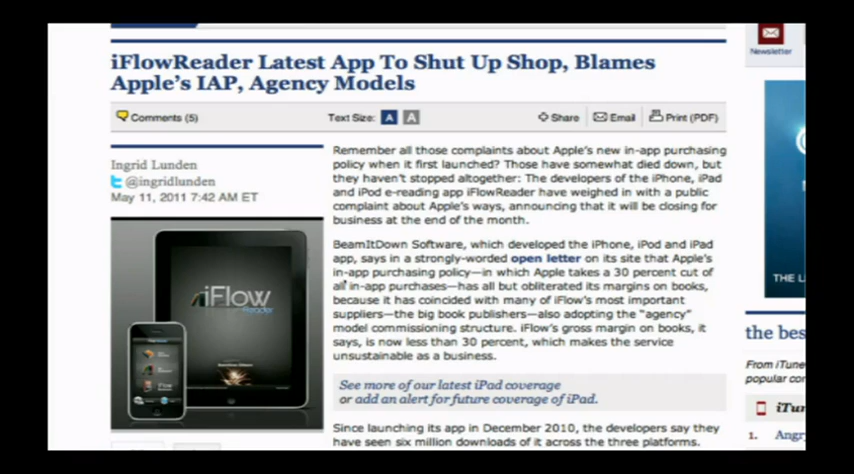 Newsletter
iFlowReader Latest App To Shut Up Shop, Blames
Apple's IAP, Agency Models
Comments (5)
Text Size: A A
Share
Email
Print (PDF)
Ingrid Lunden
@ingridlunden
May 11, 2011 7:42 AM ET
iFlow
Reader
Remember all those complaints about Apple's new in-app purchasing
policy when it first launched? Those have somewhat died down, but
they haven't stopped altogether: The developers of the iPhone, iPad
and iPod e-reading app iFlowReader have weighed in with a public
complaint about Apple's ways, announcing that it will be closing for
business at the end of the month.
BeamItDown Software, which developed the iPhone, iPod and iPad
app, says in a strongly-worded open letter on its site that Apple's
in-app purchasing policy—in which Apple takes a 30 percent cut of
all in-app purchases—has all but obliterated its margins on books,
because it has coincided with many of iFlow's most important
suppliers—the big book publishers—also adopting the "agency"
model commissioning structure. iFlow's gross margin on books, it
says, is now less than 30 percent, which makes the service
unsustainable as a business.
See more of our latest iPad coverage
or add an alert for future coverage of iPad.
Since launching its app in December 2010, the developers say they
have seen six million downloads of it across the three platforms.
THE L
the bes
From iTune
popular con
iTun
1. Angr